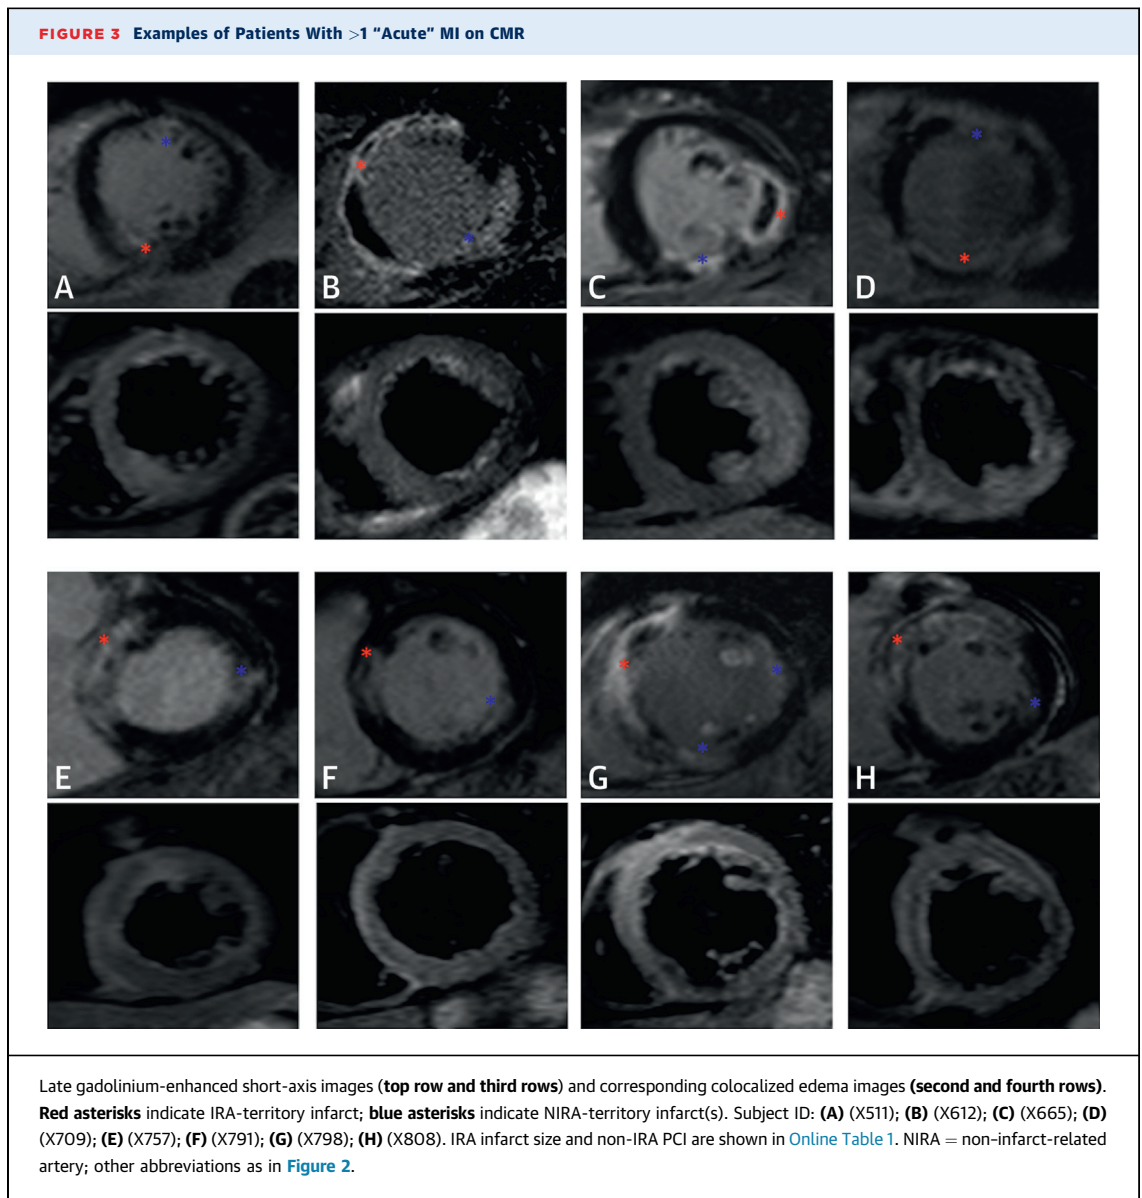 FIGURE 3 Examples of Patients With >1 “Acute” MI on CMR
A
B
C
D
E
F
G
H
Late gadolinium-enhanced short-axis images (top row and third rows) and corresponding colocalized edema images (second and fourth rows).
Red asterisks indicate IRA-territory infarct; blue asterisks indicate NIRA-territory infarct(s). Subject ID: (A) (X511); (B) (X612); (C) (X665); (D)
(X709); (E) (X757); (F) (X791); (G) (X798); (H) (X808). IRA infarct size and non-IRA PCI are shown in Online Table 1. NIRA = non–infarct-related
artery; other abbreviations as in Figure 2.